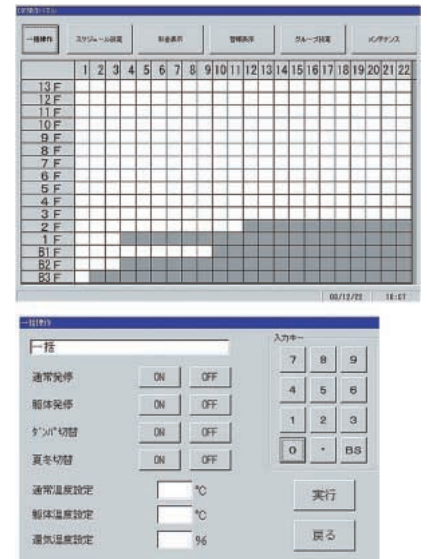 一括操作 スケジュール設定 料金表示 警報表示 グループ設定 メンテナンス
1 2 3 4 5 6 7 8 9 10 11 12 13 14 15 16 17 18 19 20 21 22
13 F
12 F
11 F
10 F
9 F
8 F
7 F
6 F
5 F
4 F
3 F
2 F
1 F
B1 F
B2 F
B3 F
一括操作
一括
入力キー
7 8 9
通常発停 ON OFF
4 5 6
躯体発停 ON OFF
1 2 3
ダンパ切替 ON OFF
0 ・ BS
夏冬切替 ON OFF
通常温度設定 ℃
実行
躯体温度設定 ℃
還気湿度設定 %
戻る